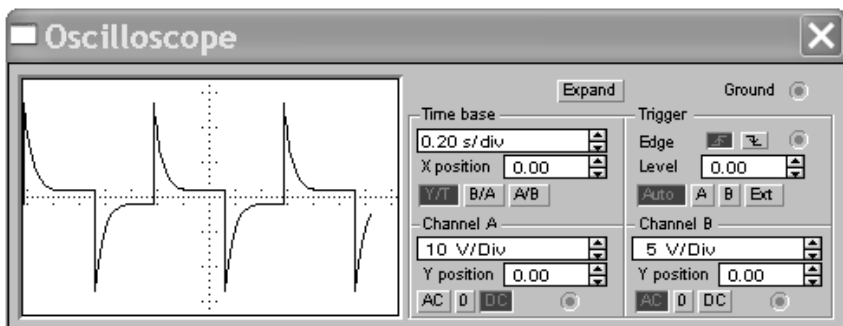 Oscilloscope
Expand Ground
Time base
0.20 s/div
X position 0.00
Y/T B/A A/B
Trigger
Edge
Level 0.00
Auto A B Ext
Channel A
10 V/Div
Y position 0.00
AC 0 DC
Channel B
5 V/Div
Y position 0.00
AC 0 DC